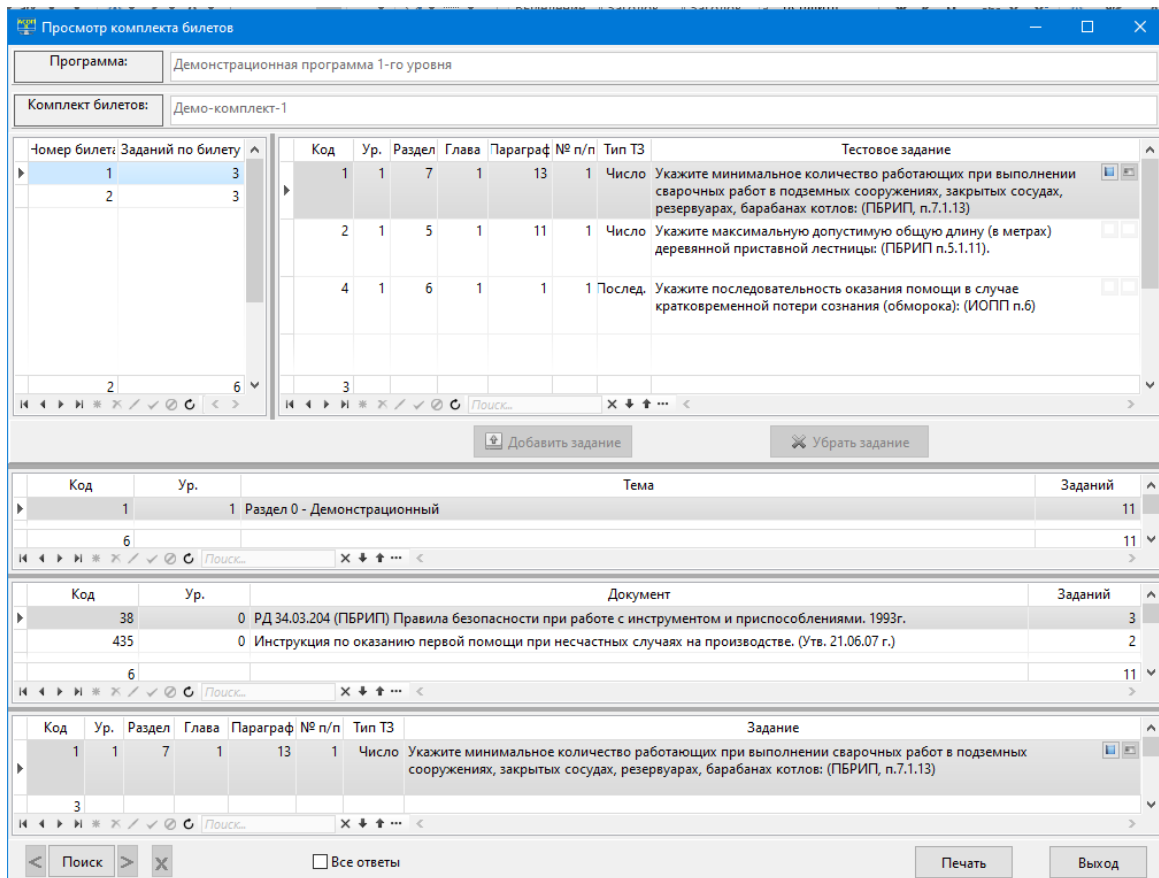 Просмотр комплекта билетов
Программа:
Демонстрационная программа 1-го уровня
Комплект билетов:
Демо-комплект-1
Номер билета Заданий по билету
1 3
2 3
2 6
Код Ур. Раздел Глава Параграф № п/п Тип ТЗ Тестовое задание
1 1 7 1 13 1 Число Укажите минимальное количество работающих при выполнении
сварочных работ в подземных сооружениях, закрытых сосудах,
резервуарах, барабанах котлов: (ПБРИП, п.7.1.13)
2 1 5 1 11 1 Число Укажите максимальную допустимую общую длину (в метрах)
деревянной приставной лестницы: (ПБРИП п.5.1.11).
4 1 6 1 1 1 Послед. Укажите последовательность оказания помощи в случае
кратковременной потери сознания (обморока): (ИОПП п.6)
3
Поиск...
Добавить задание
Убрать задание
Код Ур. Тема Заданий
1 1 Раздел 0 - Демонстрационный 11
6 11
Поиск...
Код Ур. Документ Заданий
38 0 РД 34.03.204 (ПБРИП) Правила безопасности при работе с инструментом и приспособлениями. 1993г. 3
435 0 Инструкция по оказанию первой помощи при несчастных случаях на производстве. (Утв. 21.06.07 г.) 2
6 11
Поиск...
Код Ур. Раздел Глава Параграф № п/п Тип ТЗ Задание
1 1 7 1 13 1 Число Укажите минимальное количество работающих при выполнении сварочных работ в подземных
сооружениях, закрытых сосудах, резервуарах, барабанах котлов: (ПБРИП, п.7.1.13)
3
Поиск...
< Поиск > X
Все ответы
Печать
Выход